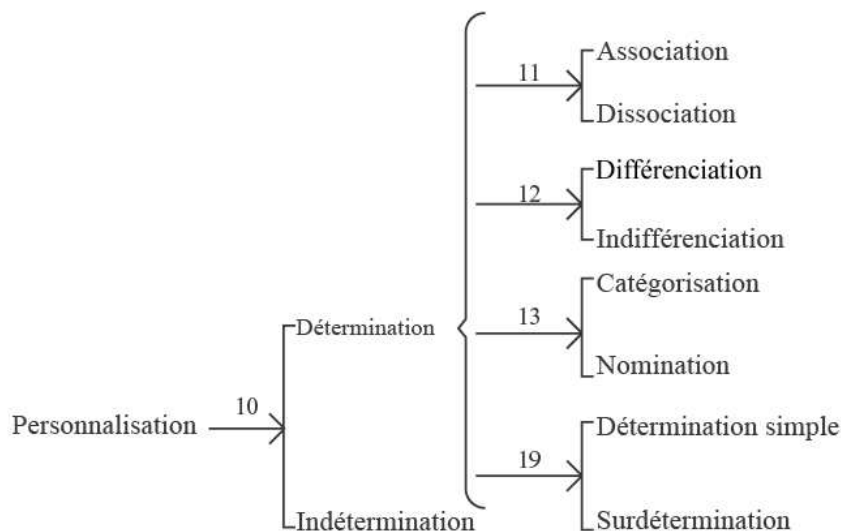 11
Association
Dissociation
12
Différenciation
Indifférenciation
13
Catégorisation
Nomination
Détermination
Personnalisation
10
Indétermination
19
Détermination simple
Surdétermination